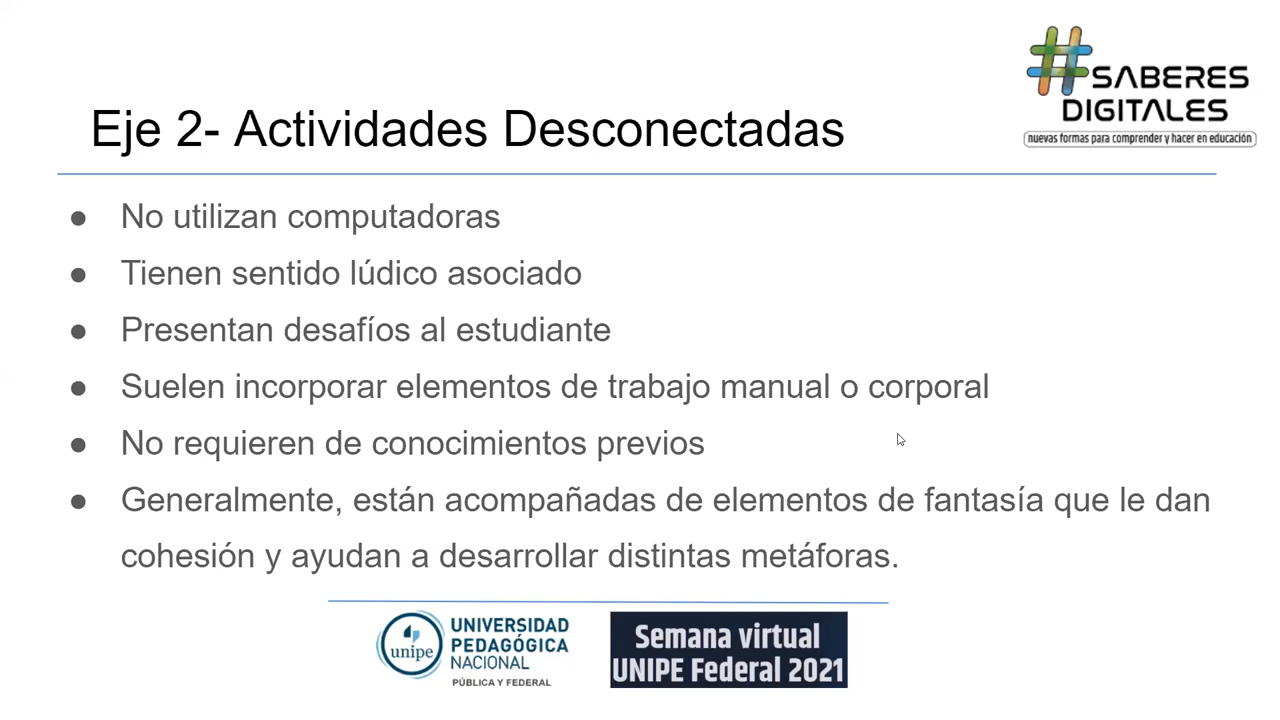 #SABERES
DIGITALES
nuevas formas para comprender y hacer en educación
Eje 2- Actividades Desconectadas
● No utilizan computadoras
● Tienen sentido lúdico asociado
● Presentan desafíos al estudiante
● Suelen incorporar elementos de trabajo manual o corporal
● No requieren de conocimientos previos
● Generalmente, están acompañadas de elementos de fantasía que le dan
cohesión y ayudan a desarrollar distintas metáforas.
unipe
UNIVERSIDAD
PEDAGÓGICA
NACIONAL
PÚBLICA Y FEDERAL
Semana virtual
UNIPE Federal 2021